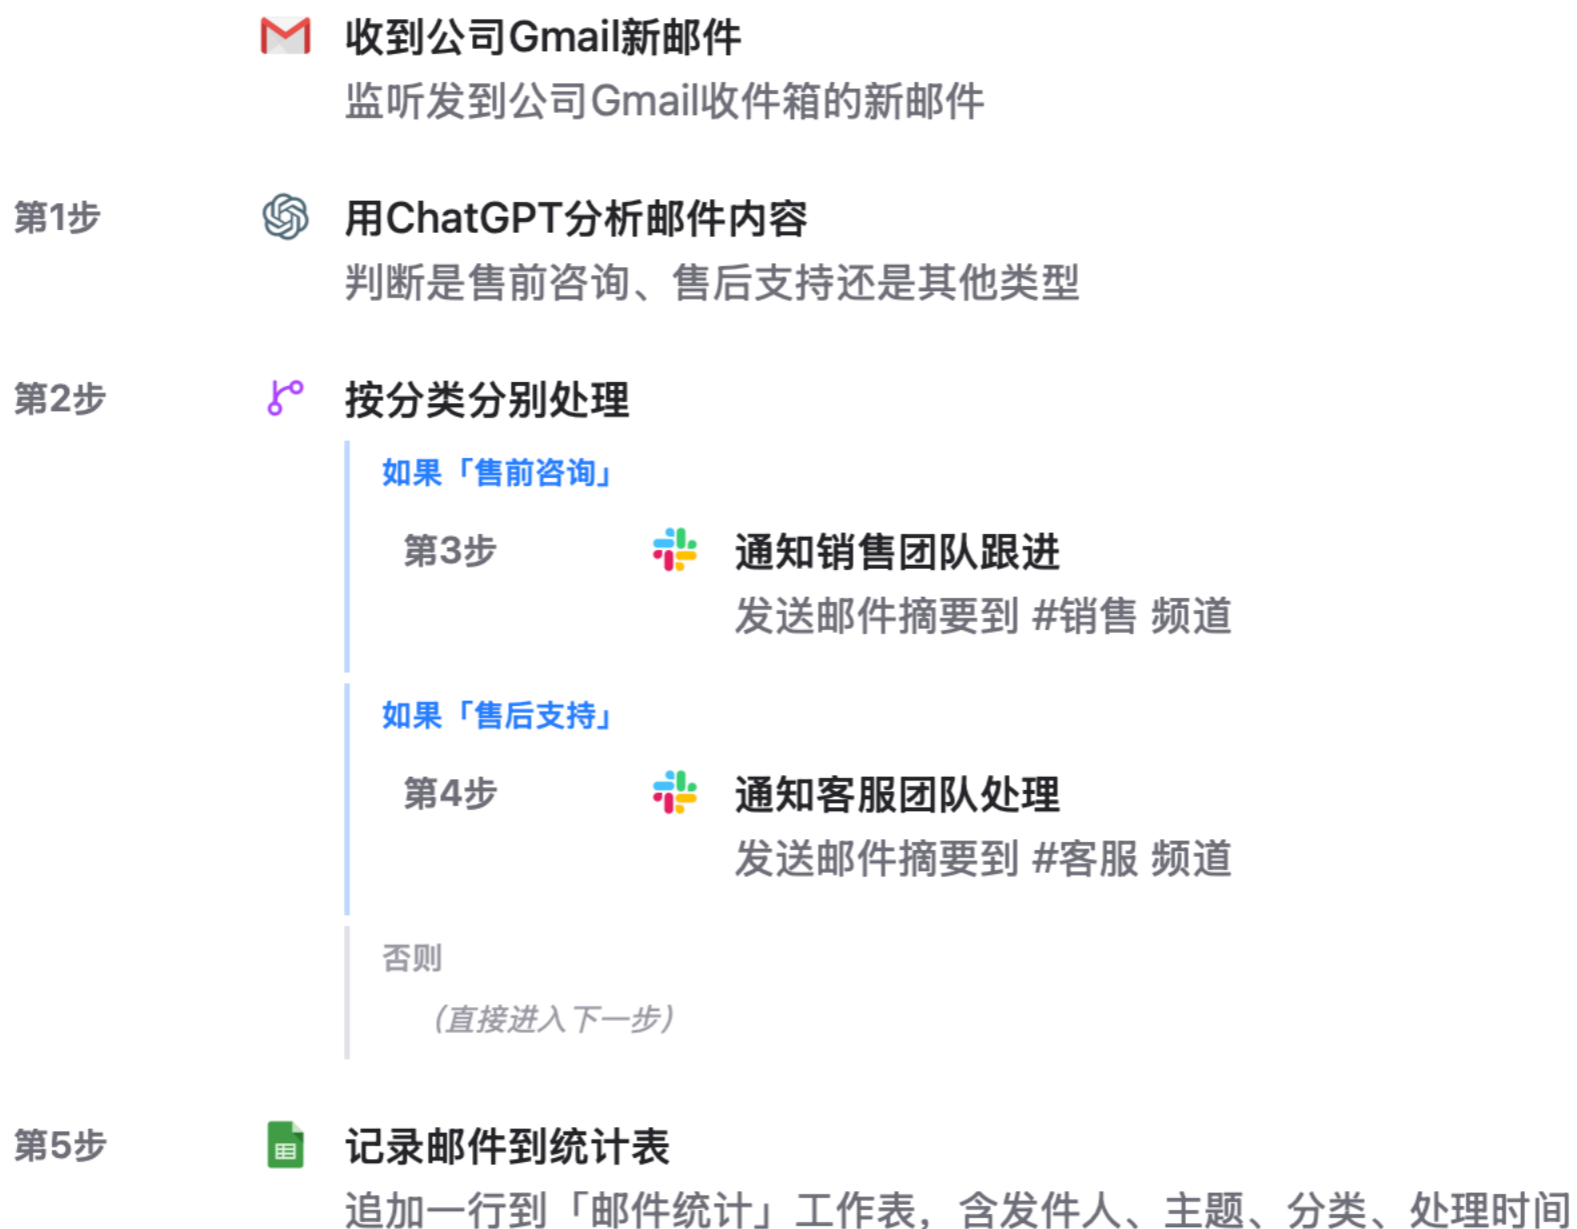 收到公司Gmail新邮件
监听发到公司Gmail收件箱的新邮件
第1步
用ChatGPT分析邮件内容
判断是售前咨询、售后支持还是其他类型
第2步
按分类分别处理
如果「售前咨询」
第3步
通知销售团队跟进
发送邮件摘要到 #销售 频道
如果「售后支持」
第4步
通知客服团队处理
发送邮件摘要到 #客服 频道
否则
（直接进入下一步）
第5步
记录邮件到统计表
追加一行到「邮件统计」工作表，含发件人、主题、分类、处理时间